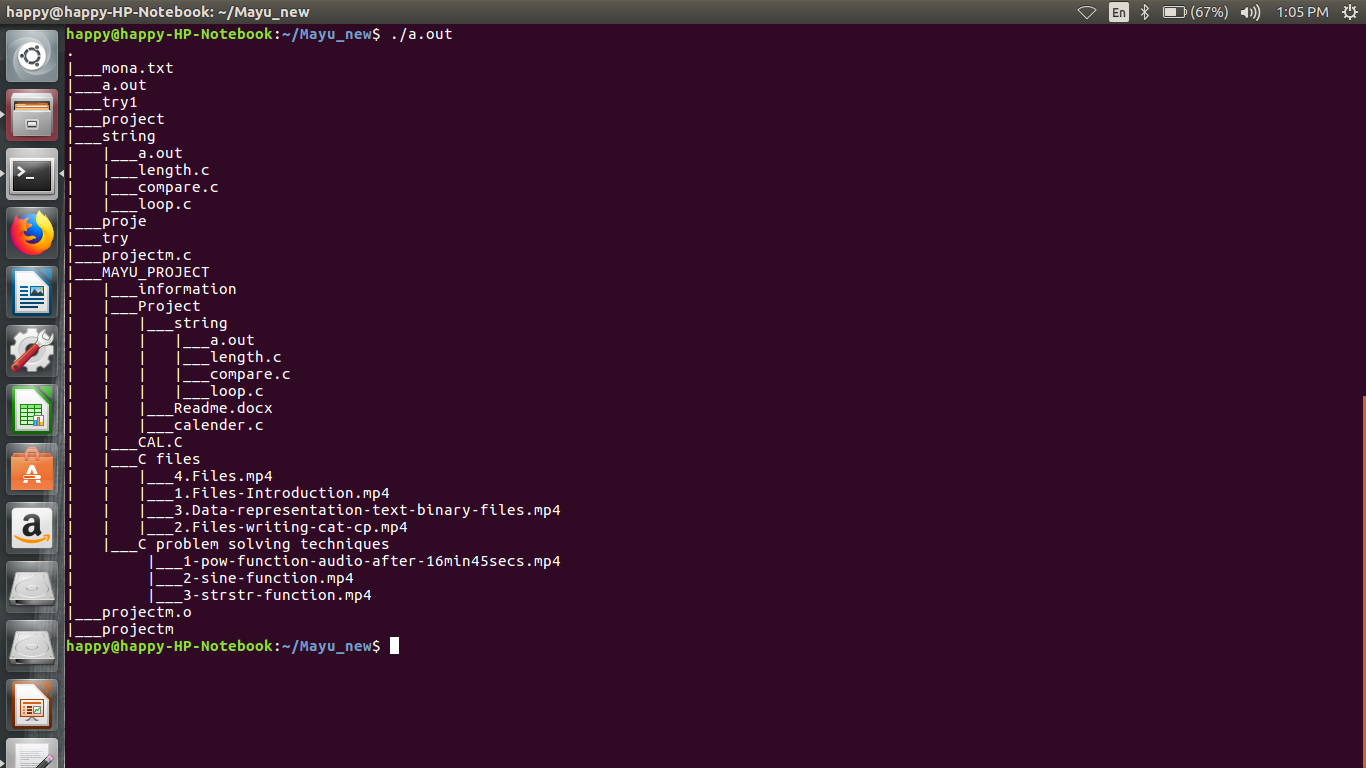 happy@happy-HP-Notebook: ~/Mayu_new En (67%) 1:05 PM
happy@happy-HP-Notebook:~/Mayu_new$ ./a.out
.
|___mona.txt
|___a.out
|___try1
|___project
|___string
|   |___a.out
|   |___length.c
|   |___compare.c
|   |___loop.c
|___proje
|___try
|___projectm.c
|___MAYU_PROJECT
|   |___information
|   |___Project
|   |   |___string
|   |   |   |___a.out
|   |   |   |___length.c
|   |   |   |___compare.c
|   |   |   |___loop.c
|   |   |___Readme.docx
|   |   |___calender.c
|   |___CAL.C
|   |___C files
|   |   |___4.Files.mp4
|   |   |___1.Files-Introduction.mp4
|   |   |___3.Data-representation-text-binary-files.mp4
|   |   |___2.Files-writing-cat-cp.mp4
|   |___C problem solving techniques
|        |___1-pow-function-audio-after-16min45secs.mp4
|        |___2-sine-function.mp4
|        |___3-strstr-function.mp4
|___projectm.o
|___projectm
happy@happy-HP-Notebook:~/Mayu_new$